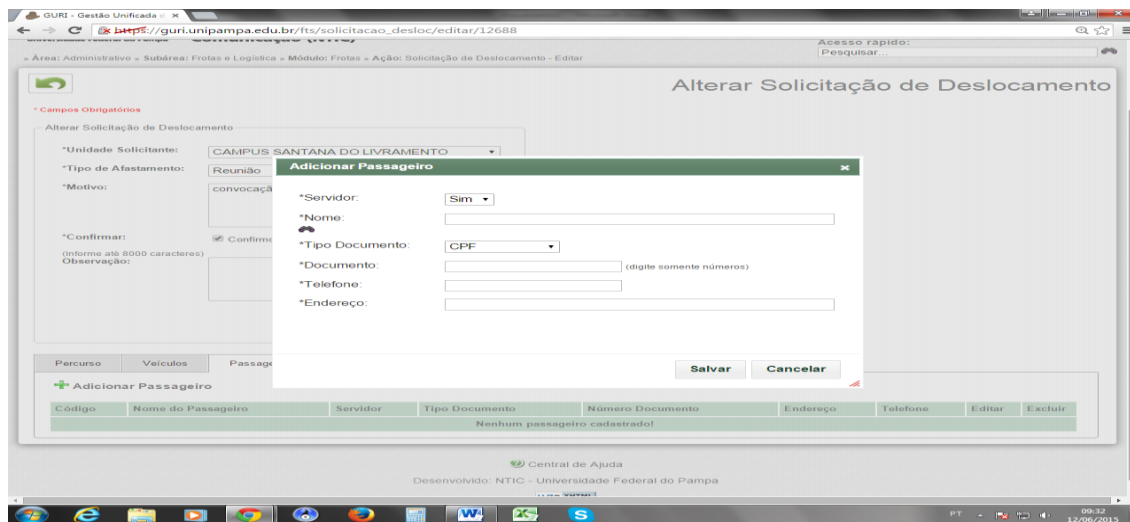 GURI - Gestão Unificada d
https://guri.unipampa.edu.br/fts/solicitacao_desloc/editar/12688
Acesso rápido:
Pesquisar...
» Área: Administrativo » Subárea: Frotas e Logística » Módulo: Frotas » Ação: Solicitação de Deslocamento - Editar
Alterar Solicitação de Deslocamento
* Campos Obrigatórios
Alterar Solicitação de Deslocamento
*Unidade Solicitante: CAMPUS SANTANA DO LIVRAMENTO
*Tipo de Afastamento: Reunião
*Motivo: convocaçã
*Confirmar: Confirmo
(Informe até 8000 caracteres)
Observação:
Adicionar Passageiro
*Servidor: Sim
*Nome:
*Tipo Documento: CPF
*Documento: (digite somente números)
*Telefone:
*Endereço:
Salvar Cancelar
Percurso Veículos Passage
Adicionar Passageiro
Código Nome do Passageiro Servidor Tipo Documento Número Documento Endereço Telefone Editar Excluir
Nenhum passageiro cadastrado!
Central de Ajuda
Desenvolvido: NTIC - Universidade Federal do Pampa
PT 09:32
12/06/2015